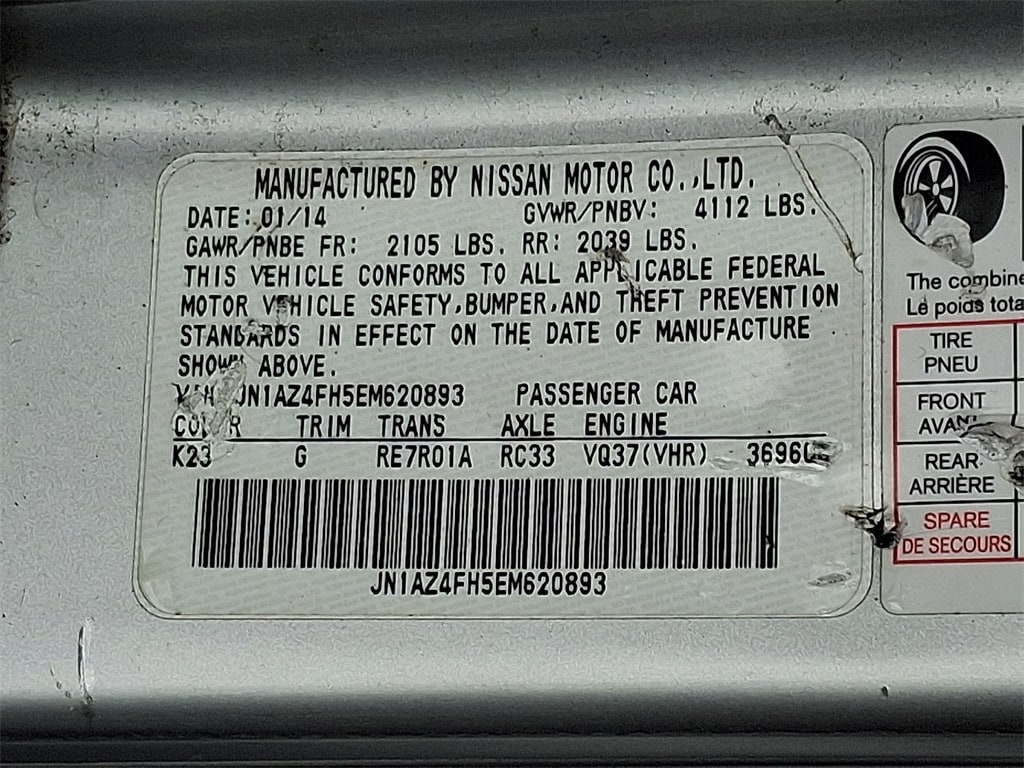 MANUFACTURED BY NISSAN MOTOR CO.,LTD.
DATE: 01/14 GVWR/PNBV: 4112 LBS.
GAWR/PNBE FR: 2105 LBS. RR: 2039 LBS.
THIS VEHICLE CONFORMS TO ALL APPLICABLE FEDERAL
MOTOR VEHICLE SAFETY,BUMPER,AND THEFT PREVENTION
STANDARDS IN EFFECT ON THE DATE OF MANUFACTURE
SHOWN ABOVE.
JN1AZ4FH5EM620893 PASSENGER CAR
COLOR TRIM TRANS AXLE ENGINE
K23 G RE7R01A RC33 VQ37(VHR)
JN1AZ4FH5EM620893
The combine
Le poids tota
TIRE
PNEU
FRONT
AVANT
REAR
ARRIÈRE
SPARE
DE SECOURS